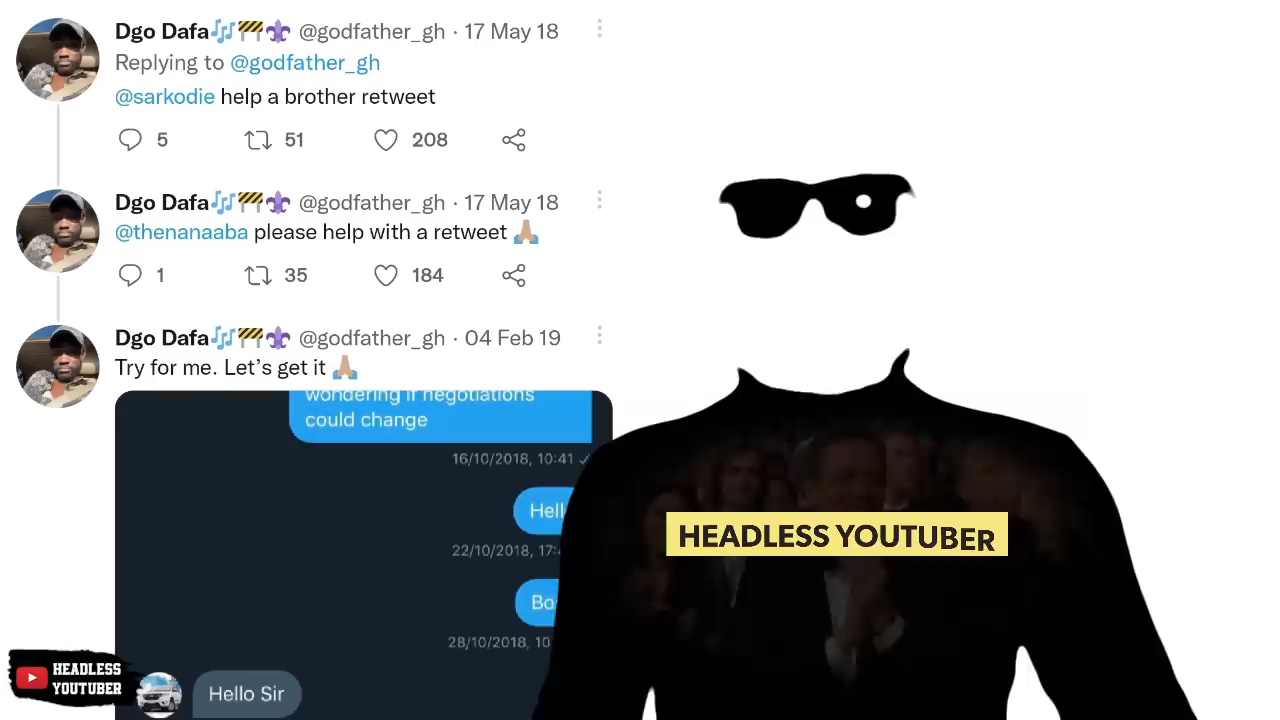 Dgo Dafa🎶🚧⚜️ @godfather_gh · 17 May 18
Replying to @godfather_gh
@sarkodie help a brother retweet
5 51 208
Dgo Dafa🎶🚧⚜️ @godfather_gh · 17 May 18
@thenanaaba please help with a retweet 🙏🏽
1 35 184
Dgo Dafa🎶🚧⚜️ @godfather_gh · 04 Feb 19
Try for me. Let’s get it 🙏🏽
wondering if negotiations
could change
16/10/2018, 10:41
22/10/2018,
28/10/2018,
Hello Sir
HEADLESS YOUTUBER
HEADLESS
YOUTUBER